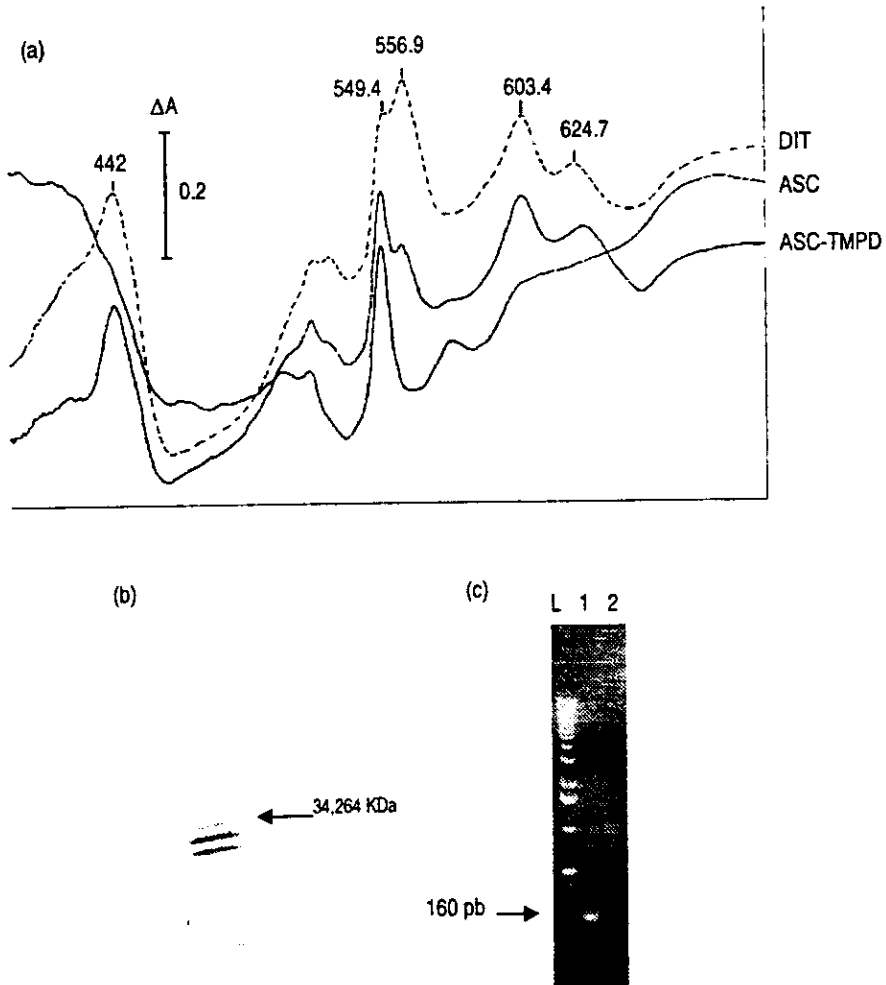 (a)
556.9
549.4
603.4
ΔA
442
0.2
624.7
DIT
ASC
ASC-TMPD
(b)
(c)
L 1 2
34,264 KDa
160 pb